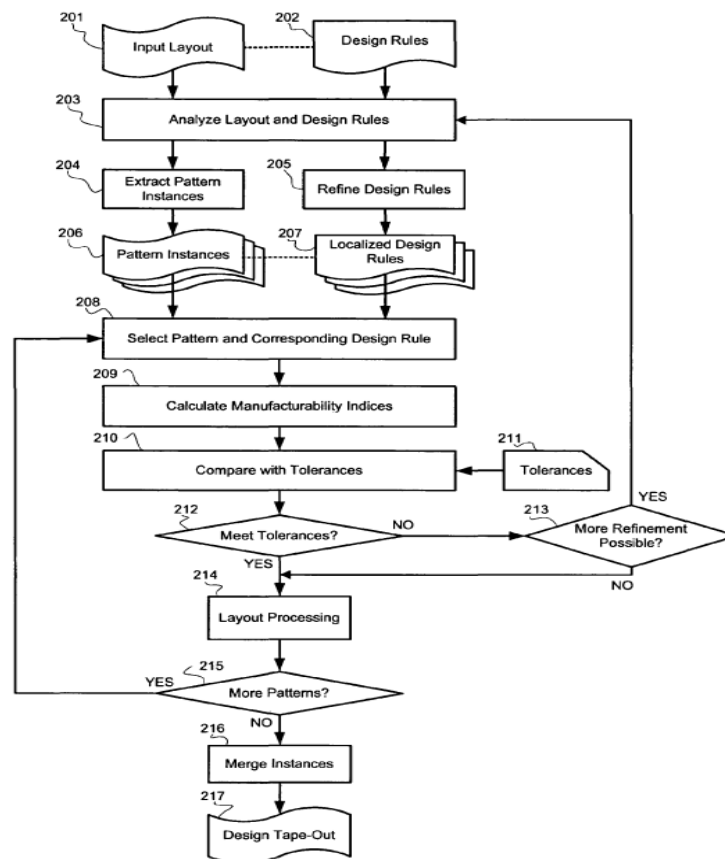 201
Input Layout
202
Design Rules
203
Analyze Layout and Design Rules
204
Extract Pattern
Instances
205
Refine Design Rules
206
Pattern Instances
207
Localized Design
Rules
208
Select Pattern and Corresponding Design Rule
209
Calculate Manufacturability Indices
210
Compare with Tolerances
211
Tolerances
212
Meet Tolerances?
NO
YES
213
More Refinement
Possible?
YES
NO
214
Layout Processing
215
More Patterns?
YES
NO
216
Merge Instances
217
Design Tape-Out